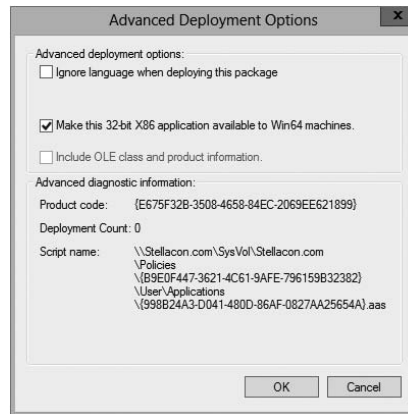 Advanced Deployment Options
x
Advanced deployment options:
Ignore language when deploying this package
Make this 32-bit X86 application available to Win64 machines.
Include OLE class and product information.
Advanced diagnostic information:
Product code: {E675F32B-3508-4658-84EC-2069EE621899}
Deployment Count: 0
Script name: \\Stellacon.com\SysVol\Stellacon.com
\Policies
\{B9E0F447-3621-4C61-9AFE-796159B32382}
\User\Applications
\{998B24A3-D041-480D-86AF-0827AA25654A}.aas
OK Cancel